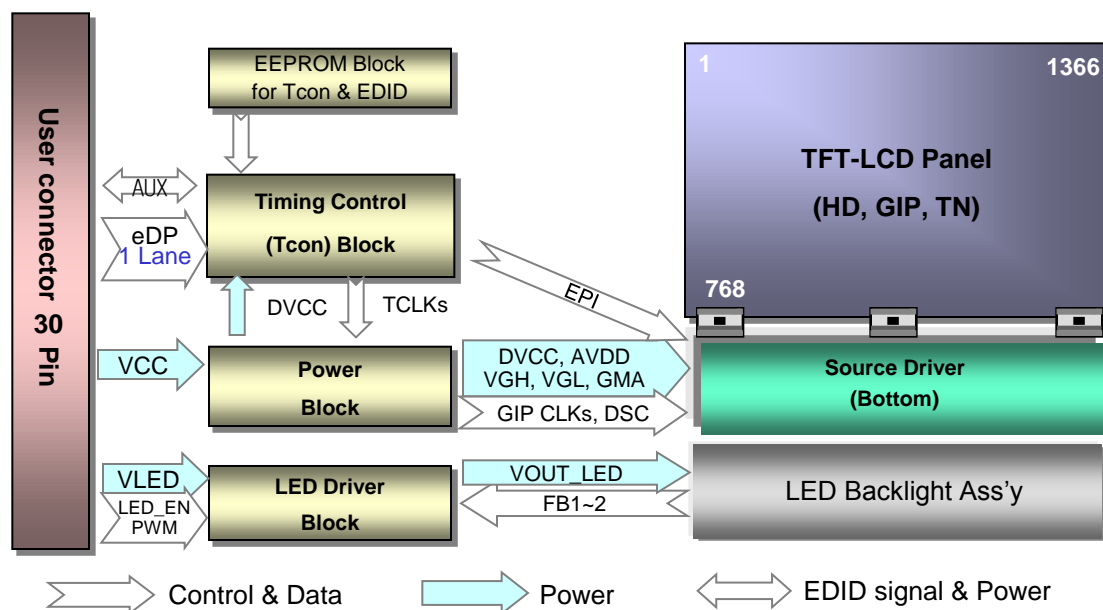 User connector 30 Pin
EEPROM Block
for Tcon & EDID
AUX
eDP
1 Lane
Timing Control
(Tcon) Block
DVCC
TCLKs
EPI
VCC
Power
Block
DVCC, AVDD
VGH, VGL, GMA
GIP CLKs, DSC
VLED
LED_EN
PWM
LED Driver
Block
VOUT_LED
FB1~2
1
1366
TFT-LCD Panel
(HD, GIP, TN)
768
Source Driver
(Bottom)
LED Backlight Ass'y
Control & Data
Power
EDID signal & Power